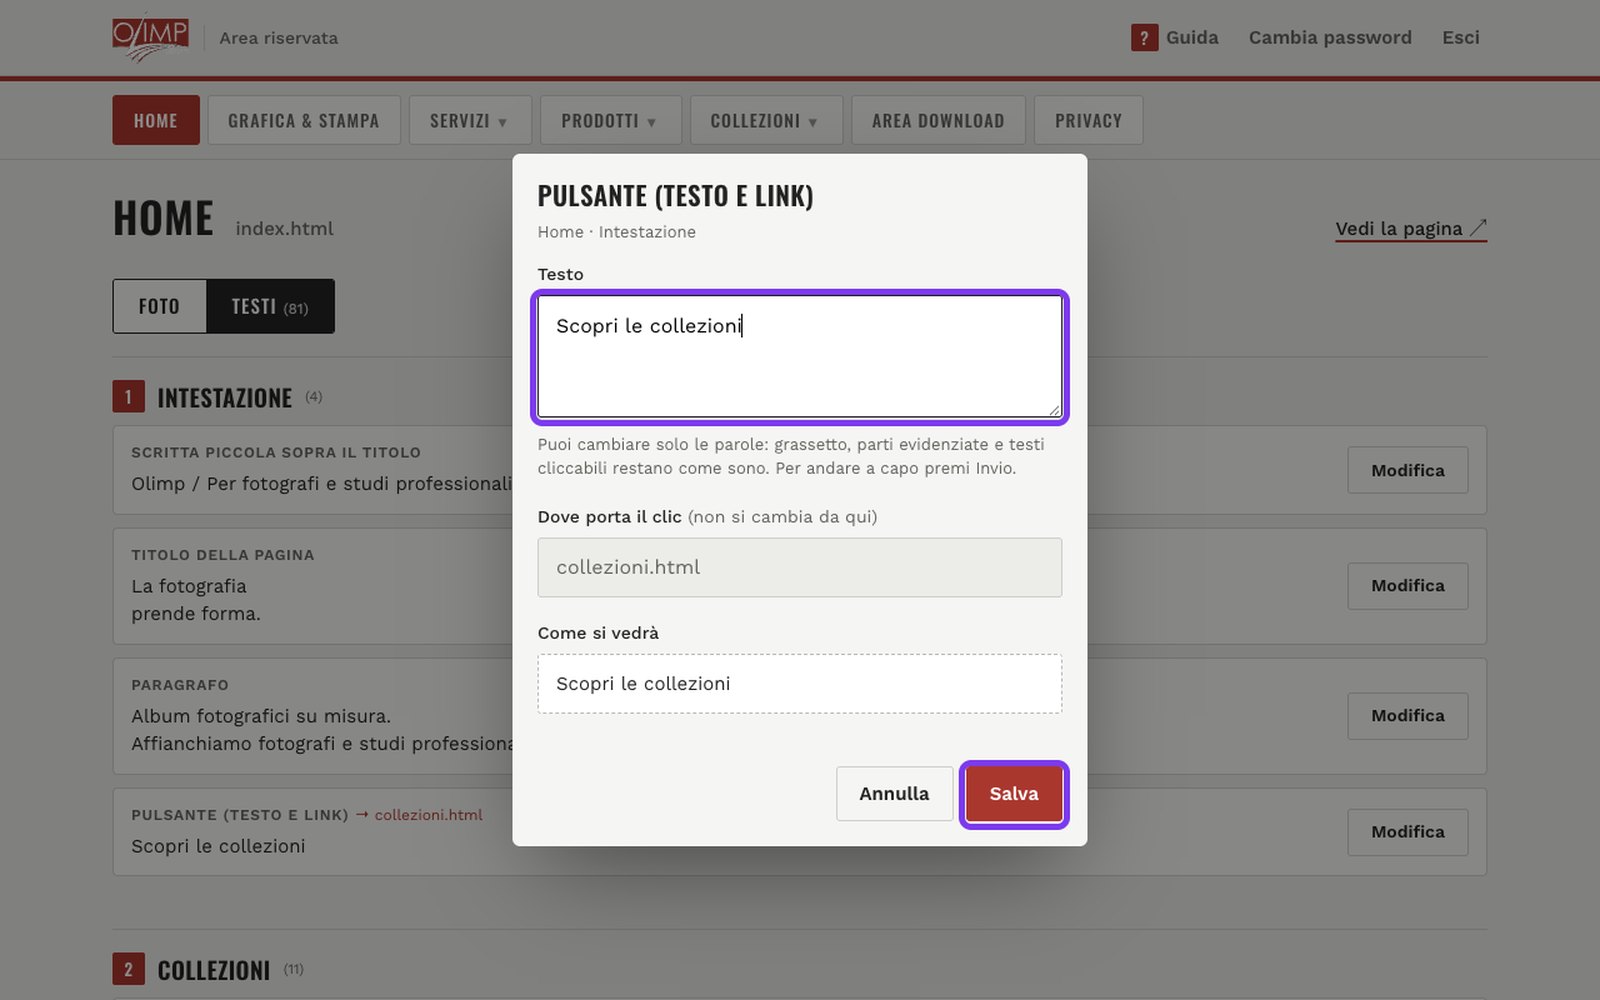 OLIMP
Area riservata
? Guida
Cambia password
Esci
HOME
GRAFICA & STAMPA
SERVIZI ▼
PRODOTTI ▼
COLLEZIONI ▼
AREA DOWNLOAD
PRIVACY
HOME
index.html
Vedi la pagina
FOTO
TESTI (81)
1 INTESTAZIONE (4)
SCRITTA PICCOLA SOPRA IL TITOLO
Olimp / Per fotografi e studi professionali
Modifica
TITOLO DELLA PAGINA
La fotografia
prende forma.
Modifica
PARAGRAFO
Album fotografici su misura.
Affianchiamo fotografi e studi
Modifica
PULSANTE (TESTO E LINK) → collezioni.html
Scopri le collezioni
Modifica
2 COLLEZIONI (11)
PULSANTE (TESTO E LINK)
Home · Intestazione
Testo
Scopri le collezioni
Puoi cambiare solo le parole: grassetto, parti evidenziate e testi
cliccabili restano come sono. Per andare a capo premi Invio.
Dove porta il clic (non si cambia da qui)
collezioni.html
Come si vedrà
Scopri le collezioni
Annulla
Salva